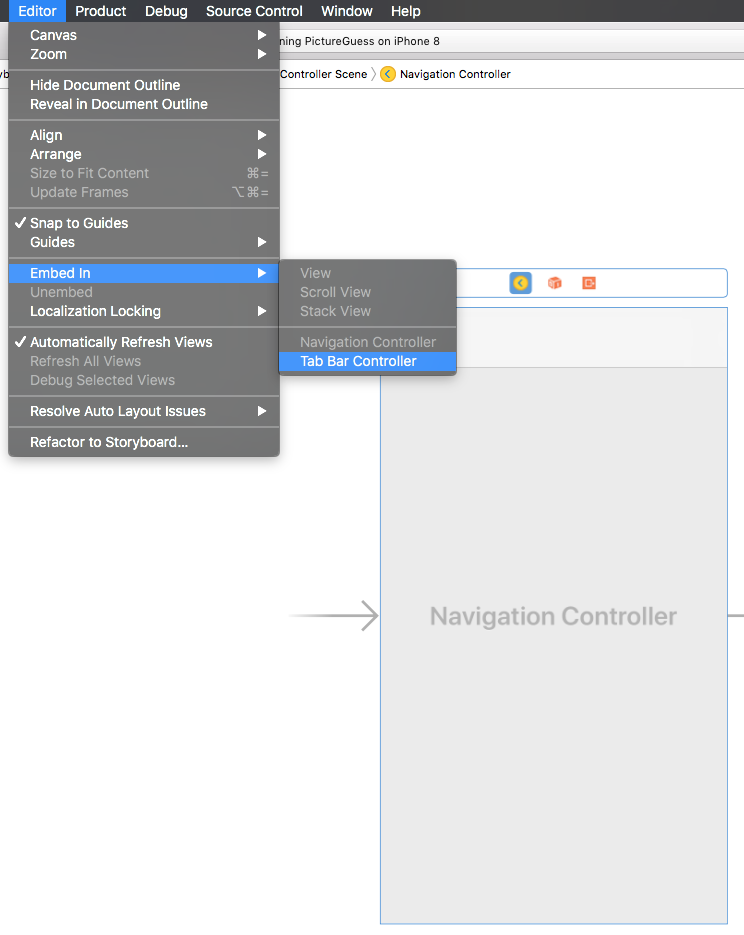 Editor Product Debug Source Control Window Help
ning PictureGuess on iPhone 8
Controller Scene 〉 Navigation Controller
Canvas
Zoom
Hide Document Outline
Reveal in Document Outline
Align
Arrange
Size to Fit Content ⌘=
Update Frames ⌥⌘=
✓ Snap to Guides
Guides
Embed In
Unembed
Localization Locking
✓ Automatically Refresh Views
Refresh All Views
Debug Selected Views
Resolve Auto Layout Issues
Refactor to Storyboard...
View
Scroll View
Stack View
Navigation Controller
Tab Bar Controller
Navigation Controller